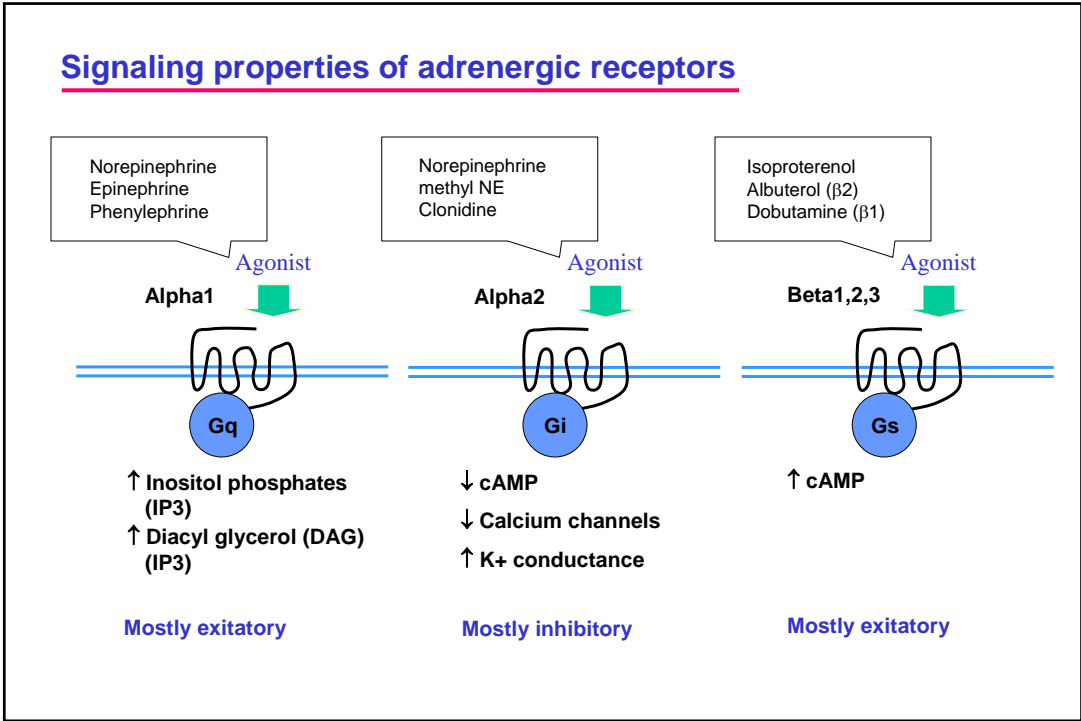 Signaling properties of adrenergic receptors
Norepinephrine
Epinephrine
Phenylephrine
Agonist
Alpha1
Gq
↑ Inositol phosphates
(IP3)
↑ Diacyl glycerol (DAG)
(IP3)
Mostly exitatory
Norepinephrine
methyl NE
Clonidine
Agonist
Alpha2
Gi
↓ cAMP
↓ Calcium channels
↑ K+ conductance
Mostly inhibitory
Isoproterenol
Albuterol (β2)
Dobutamine (β1)
Agonist
Beta1,2,3
Gs
↑ cAMP
Mostly exitatory